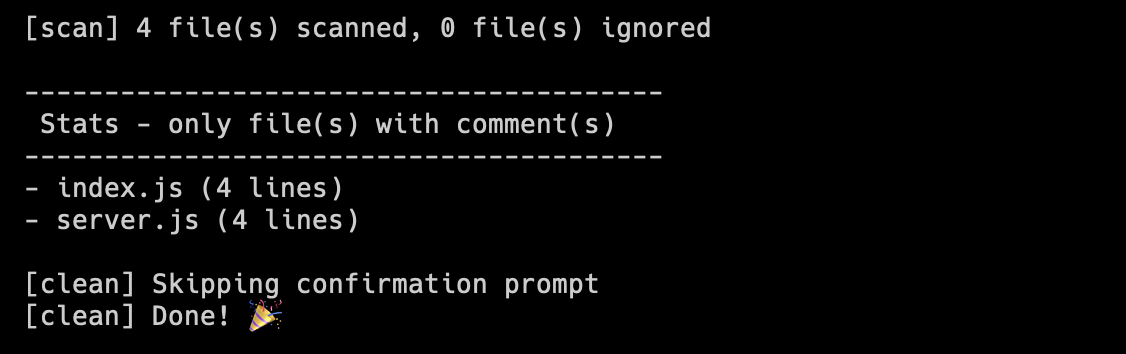 [scan] 4 file(s) scanned, 0 file(s) ignored
----------------------------------------
Stats - only file(s) with comment(s)
----------------------------------------
- index.js (4 lines)
- server.js (4 lines)
[clean] Skipping confirmation prompt
[clean] Done! 🎉